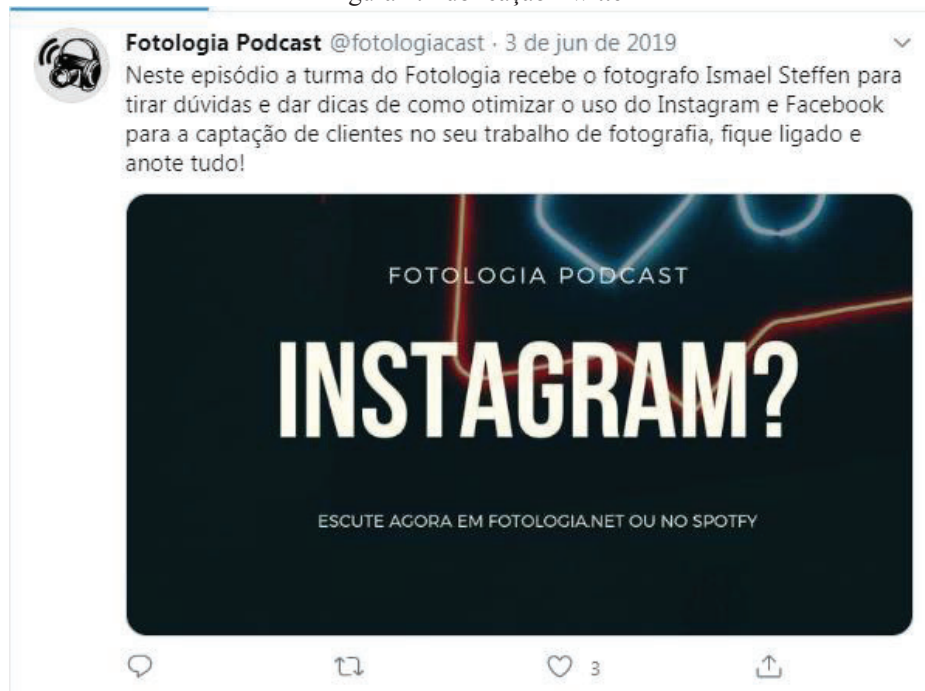 Fotologia Podcast @fotologiacast · 3 de jun de 2019
Neste episódio a turma do Fotologia recebe o fotografo Ismael Steffen para
tirar dúvidas e dar dicas de como otimizar o uso do Instagram e Facebook
para a captação de clientes no seu trabalho de fotografia, fique ligado e
anote tudo!
FOTOLOGIA PODCAST
INSTAGRAM?
ESCUTE AGORA EM FOTOLOGIA.NET OU NO SPOTFY
3